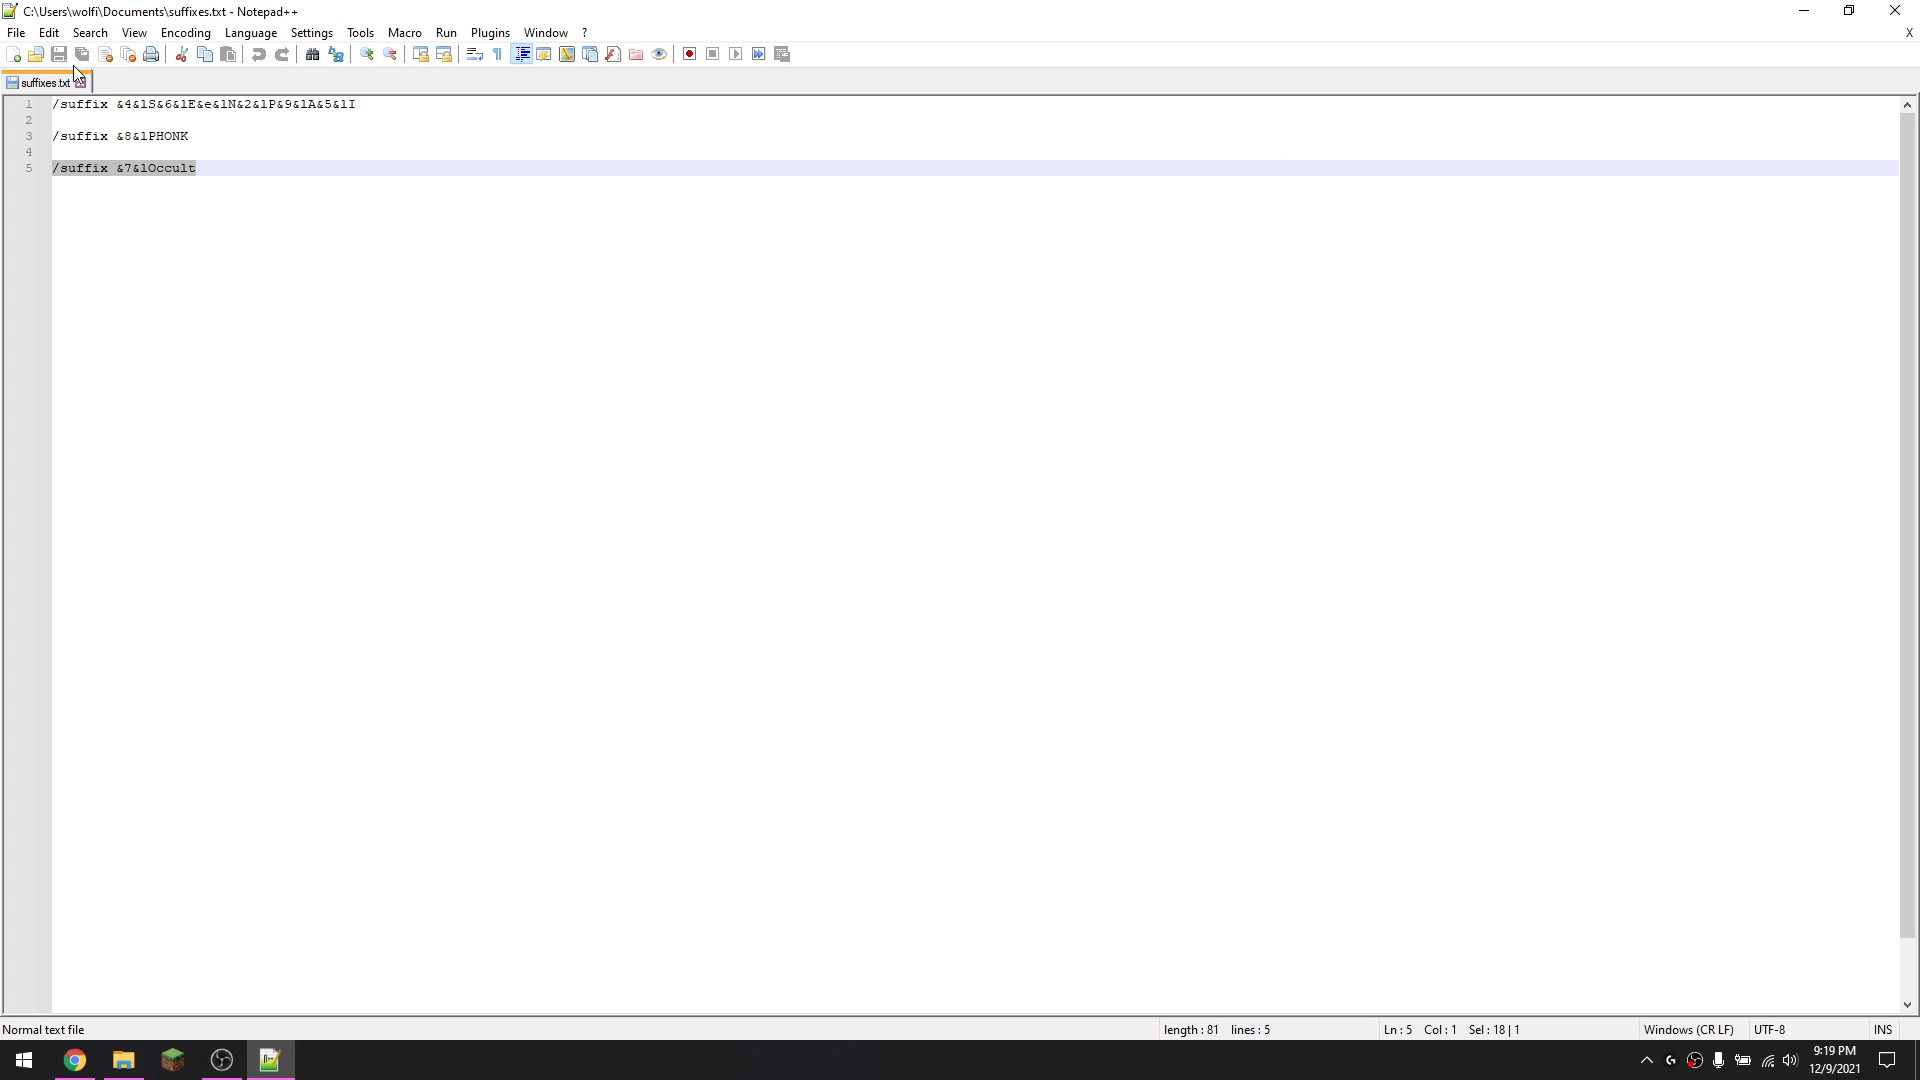 C:\Users\wolfi\Documents\suffixes.txt - Notepad++
File Edit Search View Encoding Language Settings Tools Macro Run Plugins Window ? X
suffixes.txt
1 /suffix &4&lS&6&lE&e&lN&2&lP&9&lA&5&lI
2
3 /suffix &8&lPHONK
4
5 /suffix &7&lOccult
Normal text file length : 81 lines : 5 Ln : 5 Col : 1 Sel : 18 | 1 Windows (CR LF) UTF-8 INS
9:19 PM
12/9/2021